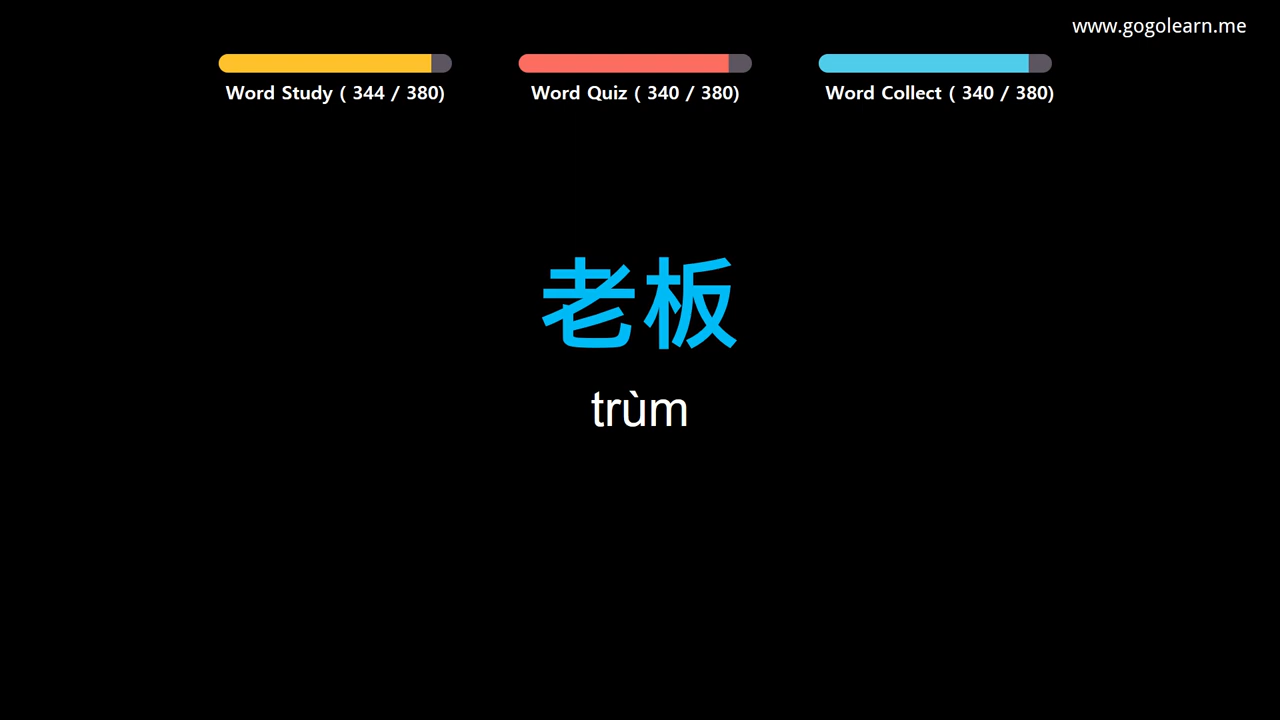 www.gogolearn.me
Word Study ( 344 / 380)
Word Quiz ( 340 / 380)
Word Collect ( 340 / 380)
老板
trùm